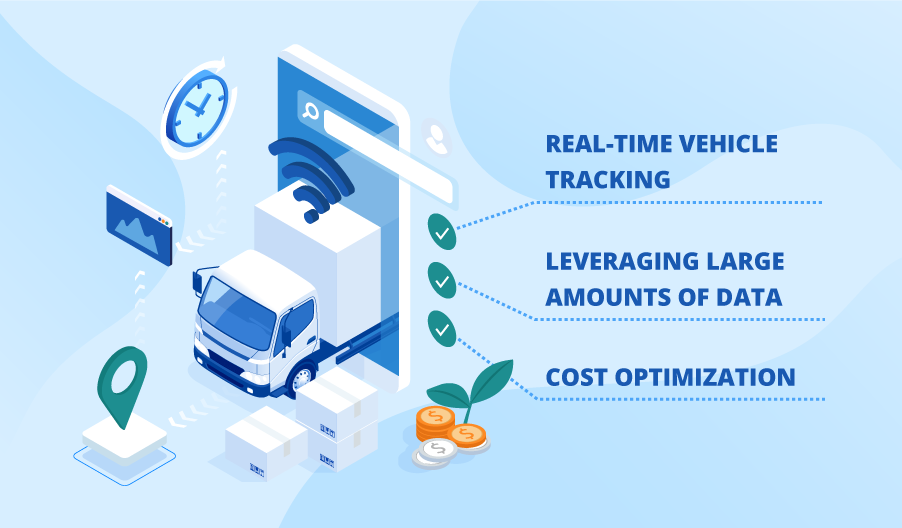 REAL-TIME VEHICLE
TRACKING
LEVERAGING LARGE
AMOUNTS OF DATA
COST OPTIMIZATION
$
$
$